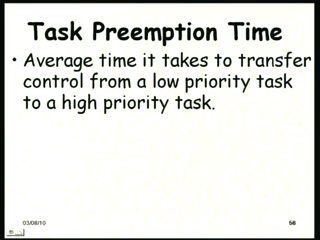 Task Preemption Time
• Average time it takes to transfer
control from a low priority task
to a high priority task.
03/08/10
56